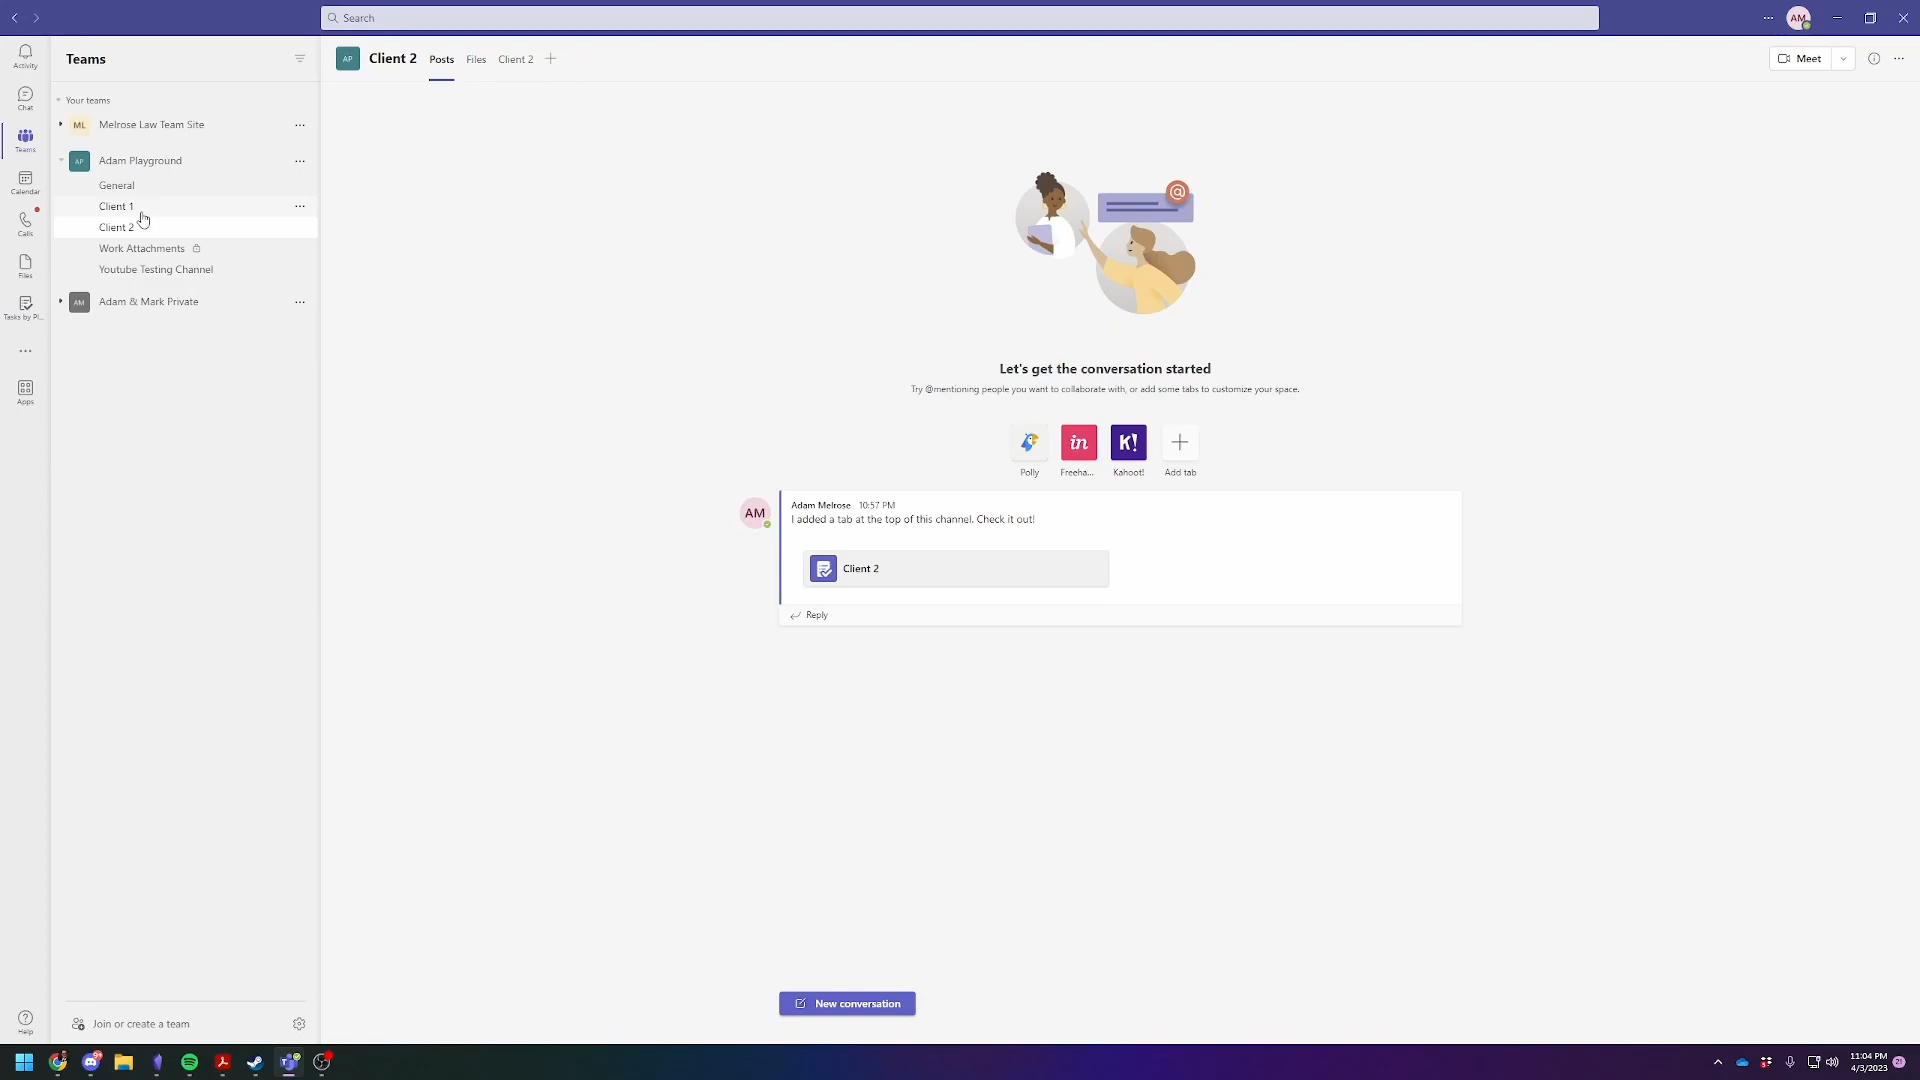 Search
AM
Activity
Chat
Teams
Calendar
Calls
Files
Tasks by Pl...
Apps
Help
Teams
Your teams
ML Melrose Law Team Site
AP Adam Playground
General
Client 1
Client 2
Work Attachments
Youtube Testing Channel
AM Adam & Mark Private
Join or create a team
AP Client 2 Posts Files Client 2
Meet
@
Let's get the conversation started
Try @mentioning people you want to collaborate with, or add some tabs to customize your space.
in K!
Polly Freeha... Kahoot! Add tab
AM
Adam Melrose 10:57 PM
I added a tab at the top of this channel. Check it out!
Client 2
Reply
New conversation
11:04 PM
4/3/2023